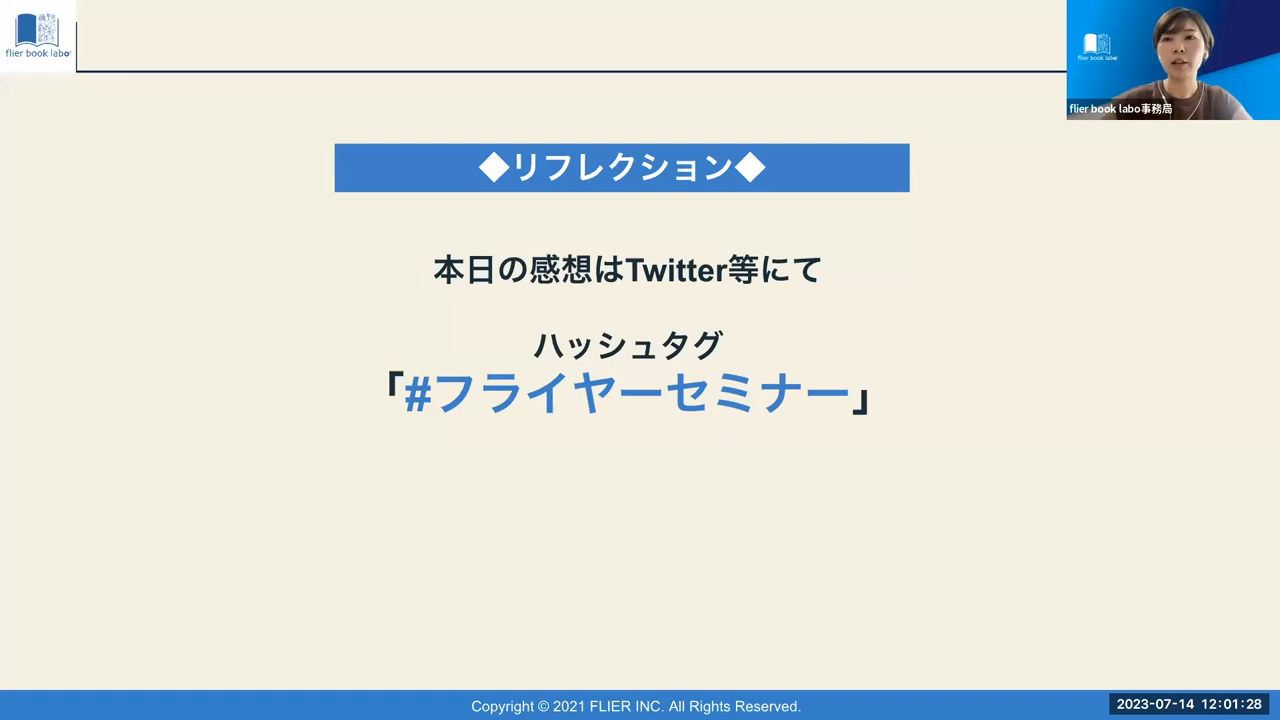 flier book labo
flier book labo
flier book labo事務局
◆リフレクション◆
本日の感想はTwitter等にて
ハッシュタグ
「#フライヤーセミナー」
Copyright © 2021 FLIER INC. All Rights Reserved.
2023-07-14 12:01:28